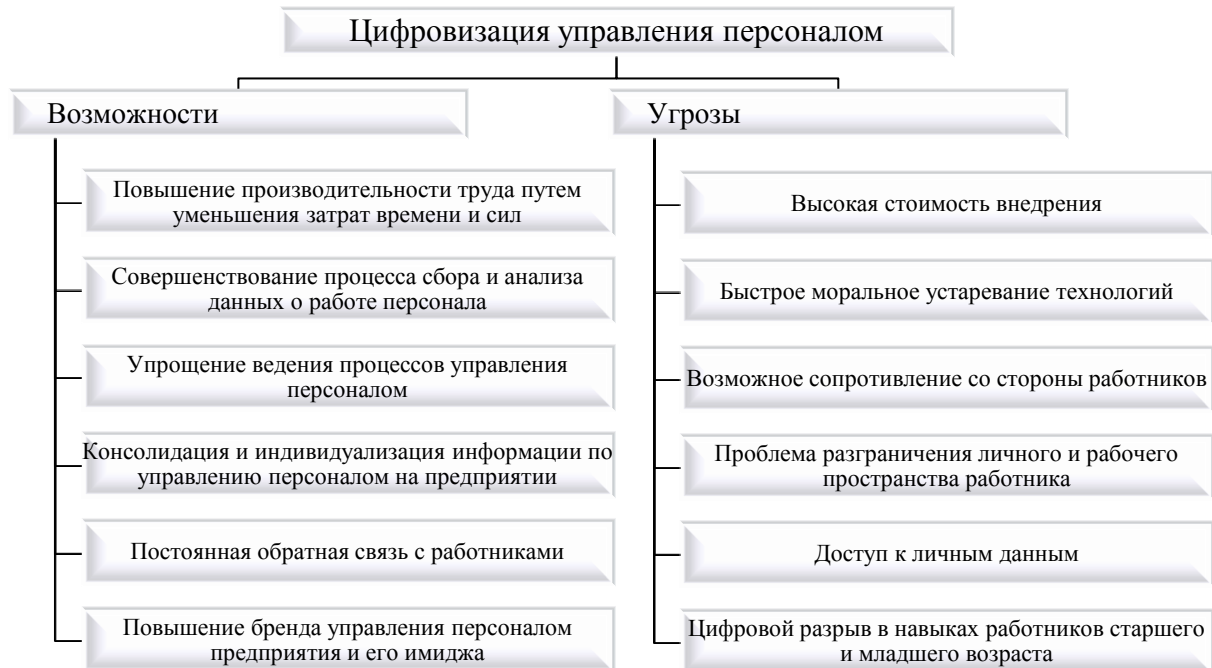 Цифровизация управления персоналом
Возможности
Повышение производительности труда путем
уменьшения затрат времени и сил
Совершенствование процесса сбора и анализа
данных о работе персонала
Упрощение ведения процессов управления
персоналом
Консолидация и индивидуализация информации по
управлению персоналом на предприятии
Постоянная обратная связь с работниками
Повышение бренда управления персоналом
предприятия и его имиджа
Угрозы
Высокая стоимость внедрения
Быстрое моральное устаревание технологий
Возможное сопротивление со стороны работников
Проблема разграничения личного и рабочего
пространства работника
Доступ к личным данным
Цифровой разрыв в навыках работников старшего
и младшего возраста